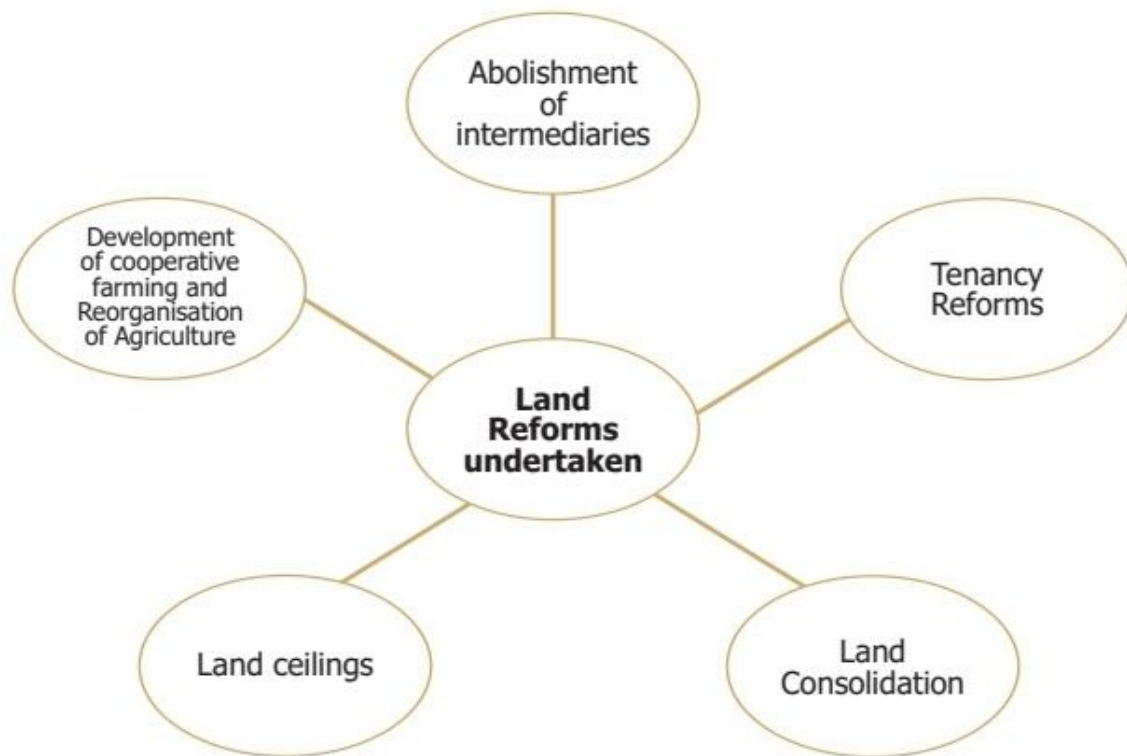 Abolishment
of
intermediaries
Development
of cooperative
farming and
Reorganisation
of Agriculture
Tenancy
Reforms
Land
Reforms
undertaken
Land ceilings
Land
Consolidation